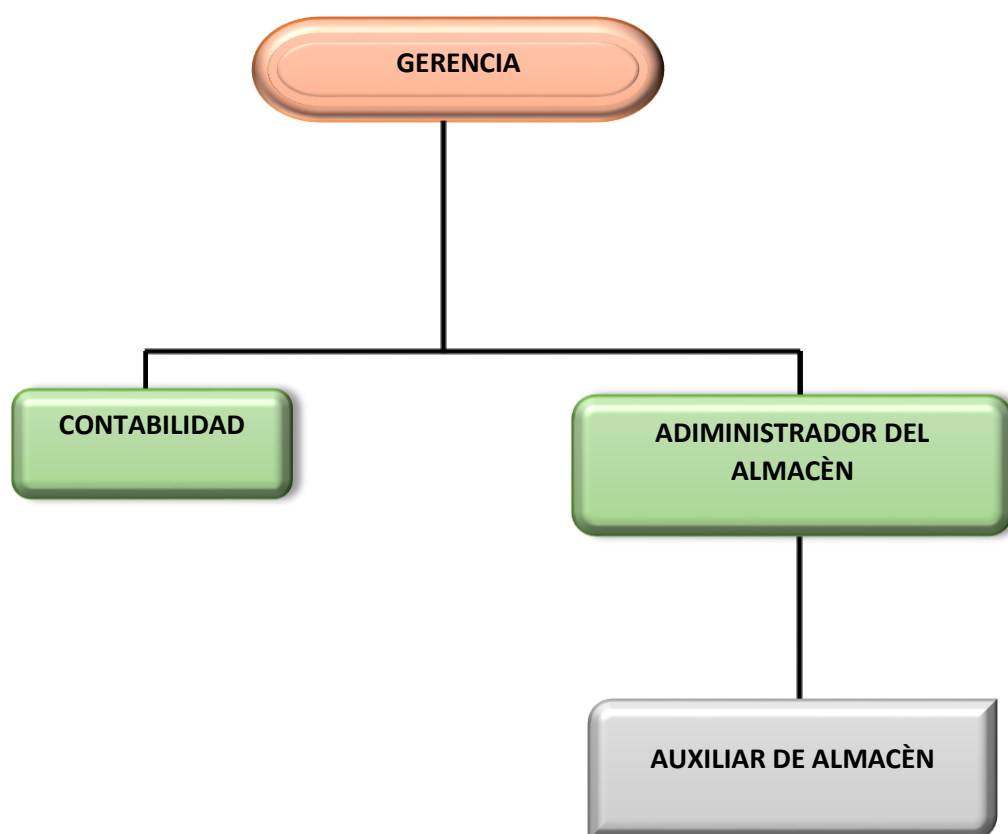 GERENCIA
CONTABILIDAD
ADIMINISTRADOR DEL
ALMACÈN
AUXILIAR DE ALMACÈN